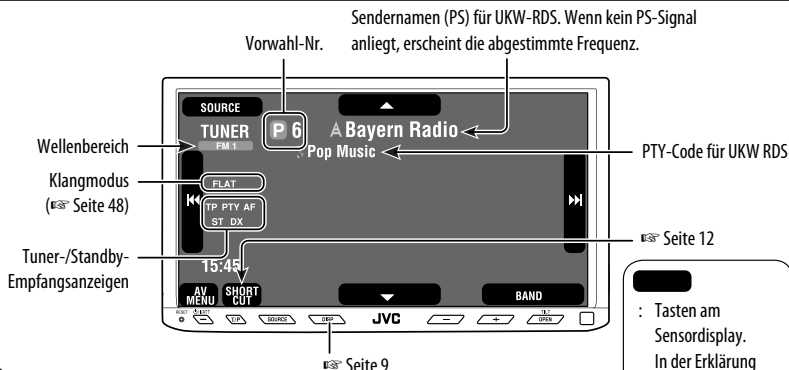 Sendernamen (PS) für UKW-RDS. Wenn kein PS-Signal
anliegt, erscheint die abgestimmte Frequenz.
Vorwahl-Nr.
SOURCE
TUNER
FM 1
P 6
A Bayern Radio
Pop Music
Wellenbereich
PTY-Code für UKW RDS
Klangmodus
(☞ Seite 48)
FLAT
TP PTY AF
ST DX
Tuner-/Standby-
Empfangsanzeigen
☞ Seite 12
15:45
AV
MENU
SHORT
CUT
BAND
RESET
T/P
SOURCE
DISP
JVC
TILT
OPEN
☞ Seite 9
: Tasten am
Sensordisplay.
In der Erklärung